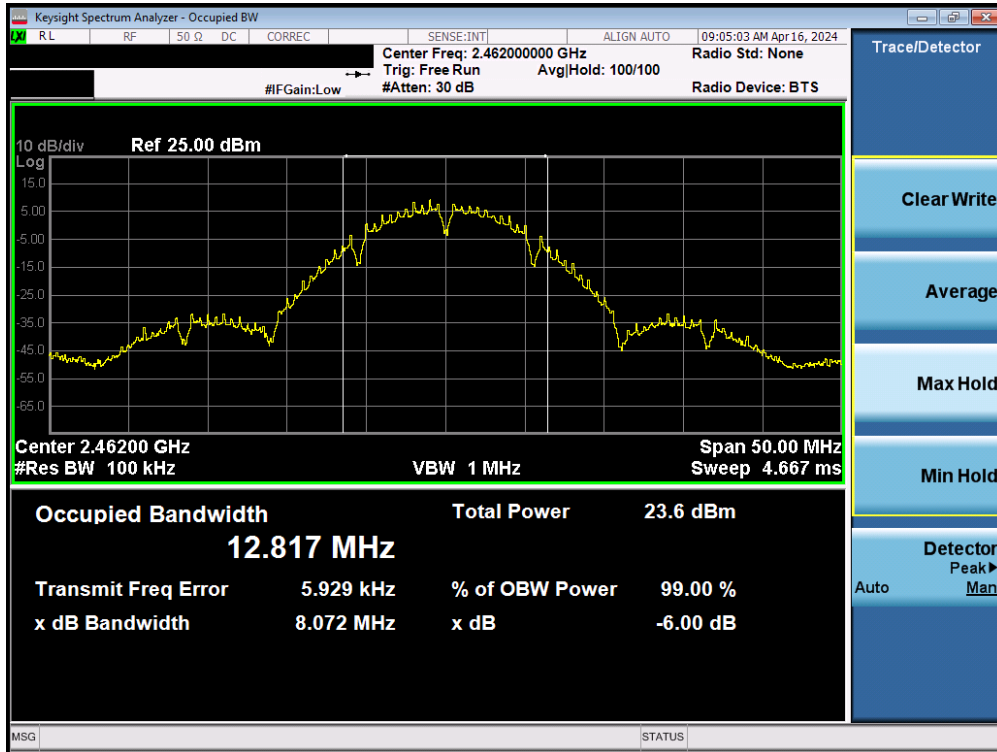 Keysight Spectrum Analyzer - Occupied BW
LXI RL RF 50 Ω DC CORREC SENSE:INT ALIGN AUTO 09:05:03 AM Apr 16, 2024
Center Freq: 2.462000000 GHz Radio Std: None
Trig: Free Run Avg|Hold: 100/100
#IFGain:Low #Atten: 30 dB Radio Device: BTS
10 dB/div Ref 25.00 dBm
Log
15.0
5.00
-5.00
-15.0
-25.0
-35.0
-45.0
-55.0
-65.0
Center 2.46200 GHz Span 50.00 MHz
#Res BW 100 kHz VBW 1 MHz Sweep 4.667 ms
Occupied Bandwidth Total Power 23.6 dBm
12.817 MHz
Transmit Freq Error 5.929 kHz % of OBW Power 99.00 %
x dB Bandwidth 8.072 MHz x dB -6.00 dB
MSG STATUS
Trace/Detector
Clear Write
Average
Max Hold
Min Hold
Detector
Peak▶
Auto Man